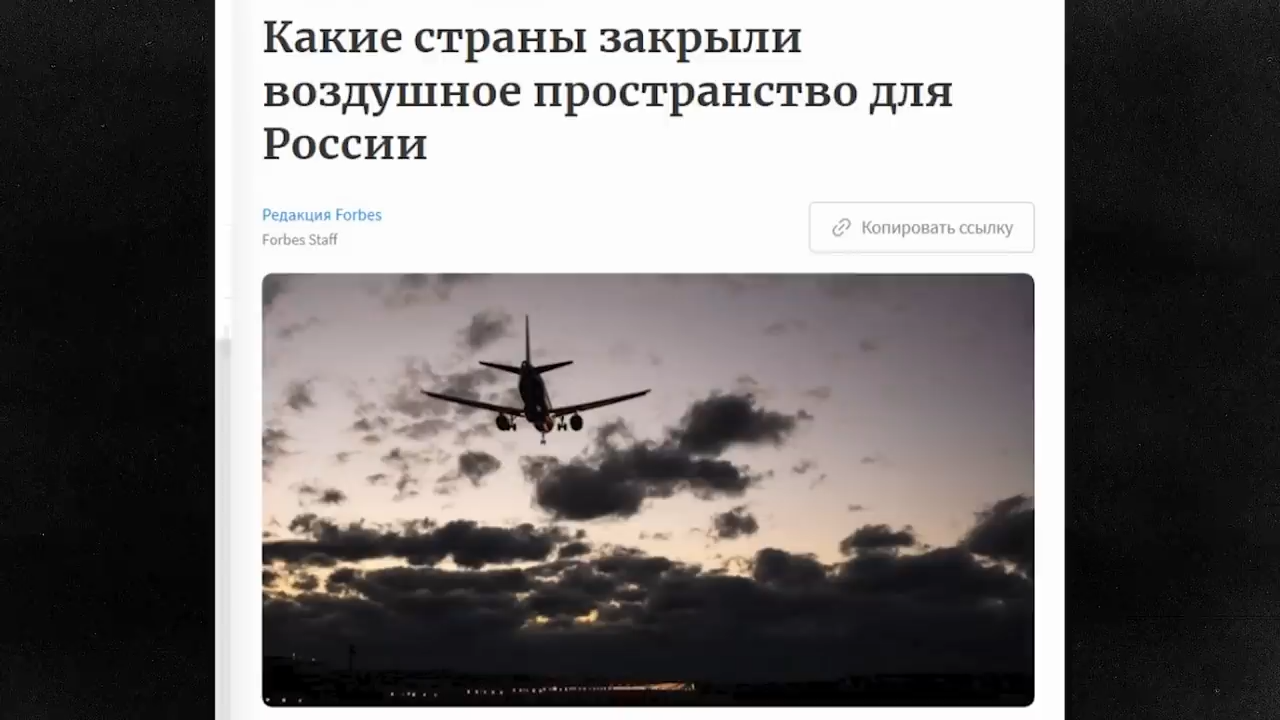 Какие страны закрыли
воздушное пространство для
России
Редакция Forbes
Forbes Staff
Копировать ссылку